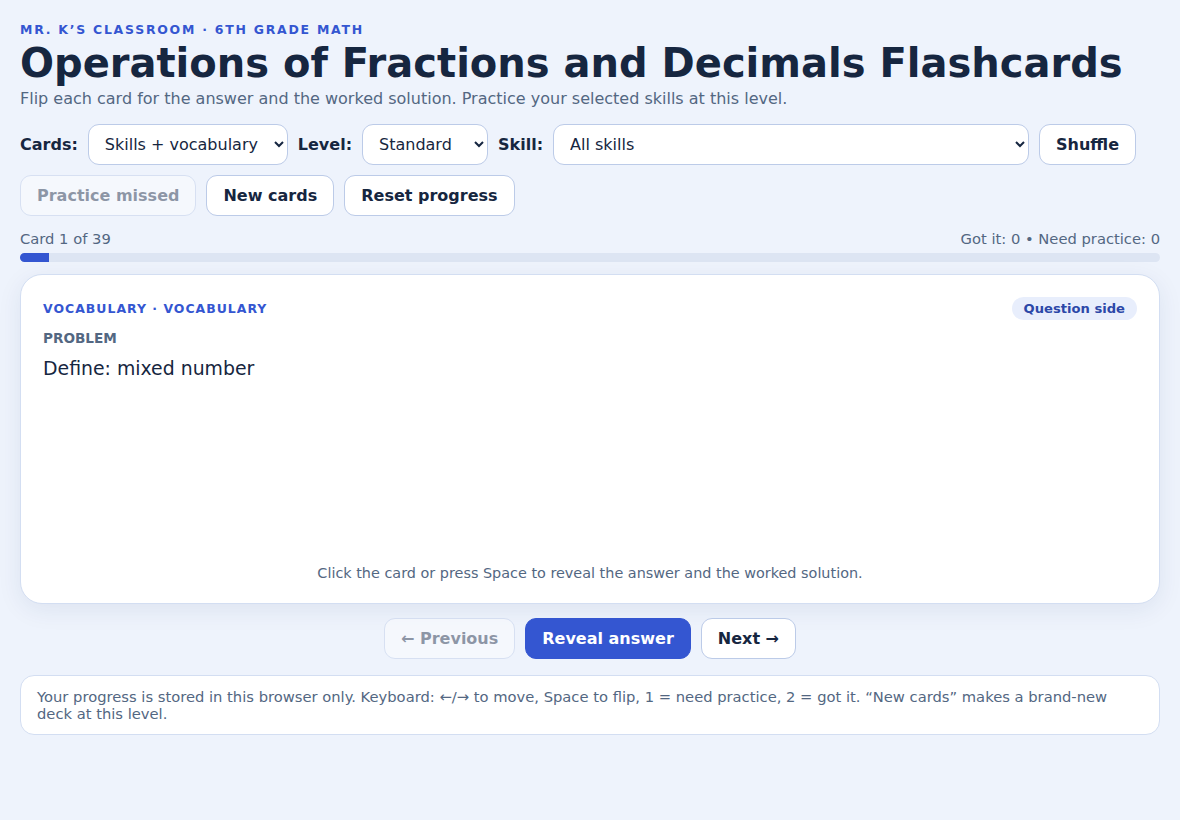 MR. K’S CLASSROOM · 6TH GRADE MATH
Operations of Fractions and Decimals Flashcards
Flip each card for the answer and the worked solution. Practice your selected skills at this level.
Cards: Skills + vocabulary Level: Standard Skill: All skills Shuffle
Practice missed New cards Reset progress
Card 1 of 39 Got it: 0 • Need practice: 0
VOCABULARY · VOCABULARY Question side
PROBLEM
Define: mixed number
Click the card or press Space to reveal the answer and the worked solution.
← Previous Reveal answer Next →
Your progress is stored in this browser only. Keyboard: ←/→ to move, Space to flip, 1 = need practice, 2 = got it. “New cards” makes a brand-new
deck at this level.